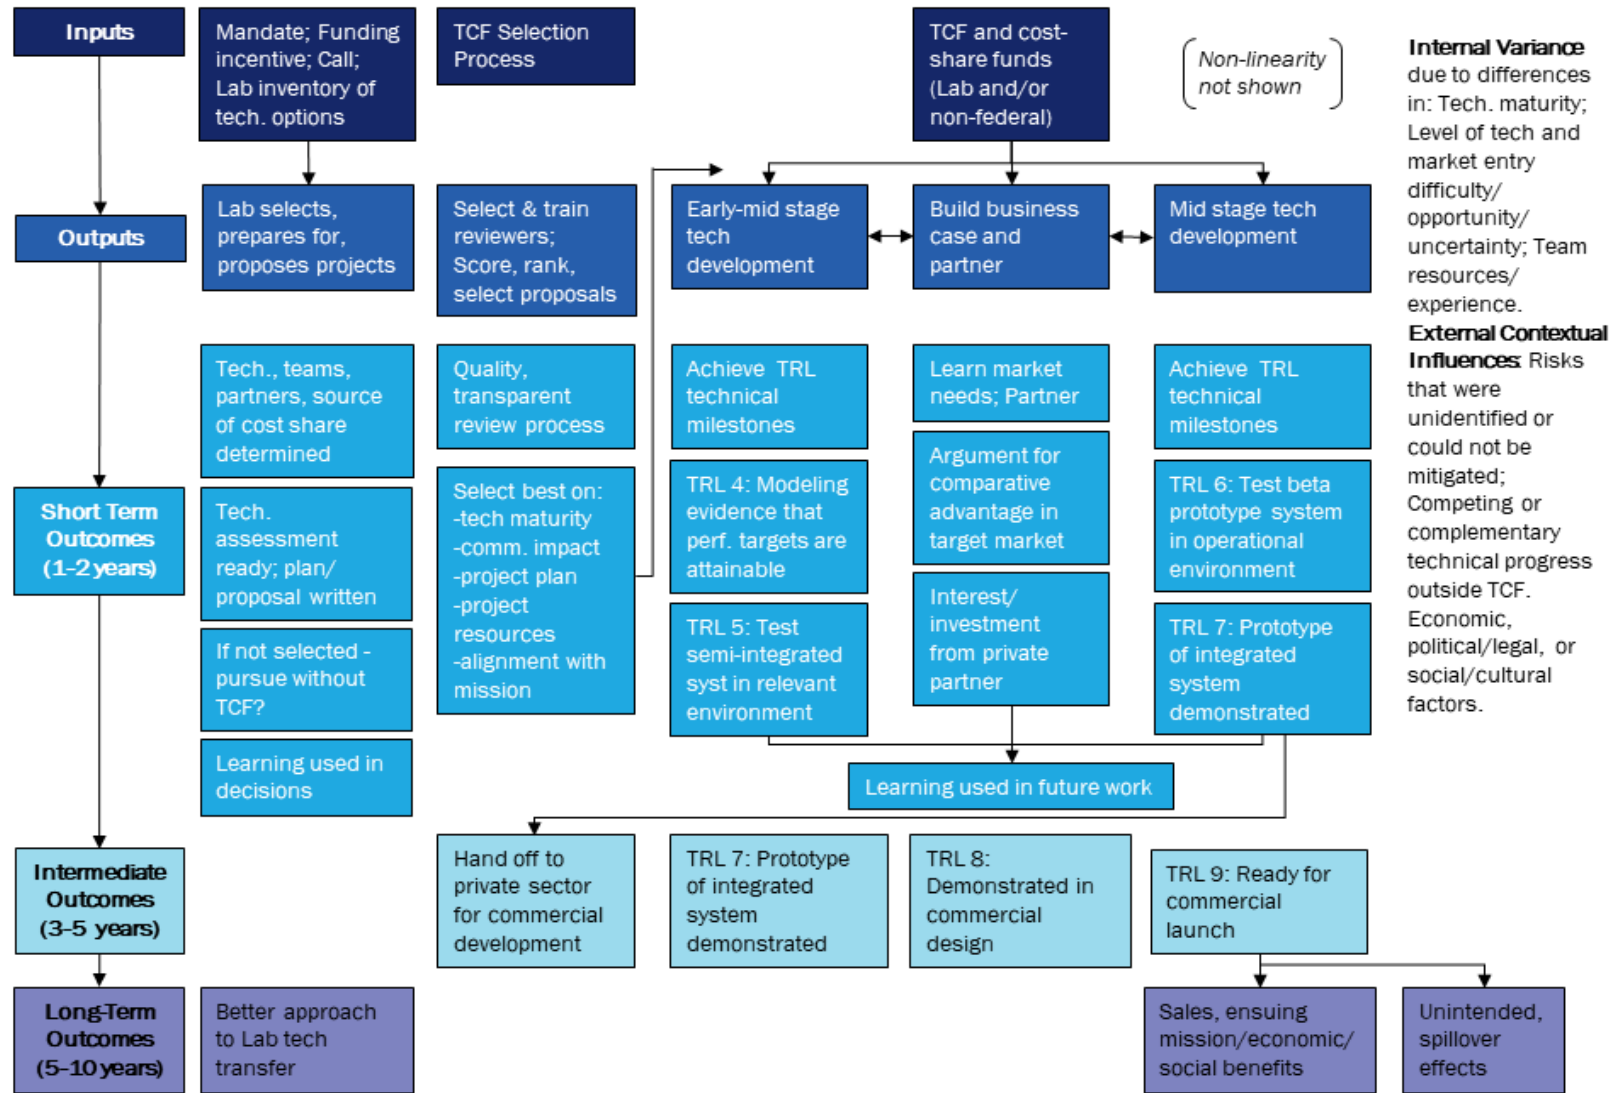 Inputs
Mandate; Funding
incentive; Call;
Lab inventory of
tech. options
TCF Selection
Process
TCF and cost-
share funds
(Lab and/or
non-federal)
Non-linearity
not shown
Internal Variance
due to differences
in: Tech. maturity;
Level of tech and
market entry
difficulty/
opportunity/
uncertainty; Team
resources/
experience.
External Contextual
Influences: Risks
that were
unidentified or
could not be
mitigated;
Competing or
complementary
technical progress
outside TCF.
Economic,
political/legal, or
social/cultural
factors.
Outputs
Lab selects,
prepares for,
proposes projects
Select & train
reviewers;
Score, rank,
select proposals
Early-mid stage
tech
development
Build business
case and
partner
Mid stage tech
development
Short Term
Outcomes
(1-2 years)
Tech., teams,
partners, source
of cost share
determined
Tech.
assessment
ready; plan/
proposal written
If not selected -
pursue without
TCF?
Learning used in
decisions
Quality,
transparent
review process
Select best on:
-tech maturity
-comm. impact
-project plan
-project
resources
-alignment with
mission
Achieve TRL
technical
milestones
TRL 4: Modeling
evidence that
perf. targets are
attainable
TRL 5: Test
semi-integrated
syst in relevant
environment
Learn market
needs; Partner
Argument for
comparative
advantage in
target market
Interest/
investment
from private
partner
Achieve TRL
technical
milestones
TRL 6: Test beta
prototype system
in operational
environment
TRL 7: Prototype
of integrated
system
demonstrated
Learning used in future work
Intermediate
Outcomes
(3-5 years)
Hand off to
private sector
for commercial
development
TRL 7: Prototype
of integrated
system
demonstrated
TRL 8:
Demonstrated in
commercial
design
TRL 9: Ready for
commercial
launch
Long-Term
Outcomes
(5-10 years)
Better approach
to Lab tech
transfer
Sales, ensuing
mission/economic/
social benefits
Unintended,
spillover
effects